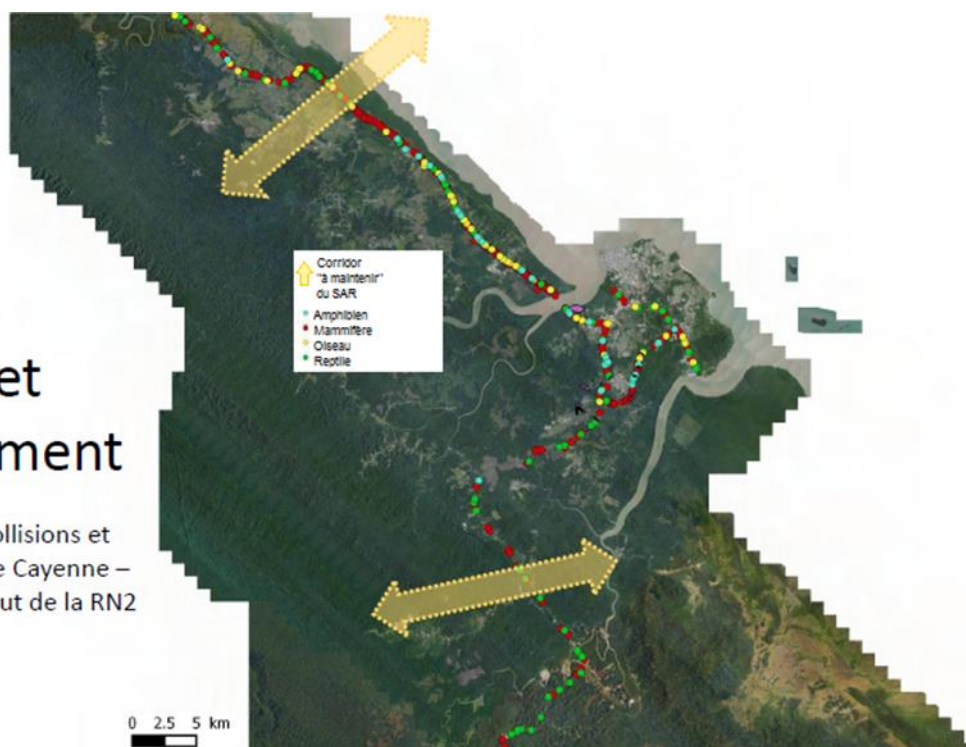 Corridor
"à maintenir"
du SAR
Amphibien
Mammifère
Oiseau
Reptile
et
ment
ollisions et
e Cayenne –
ut de la RN2
0 2.5 5 km